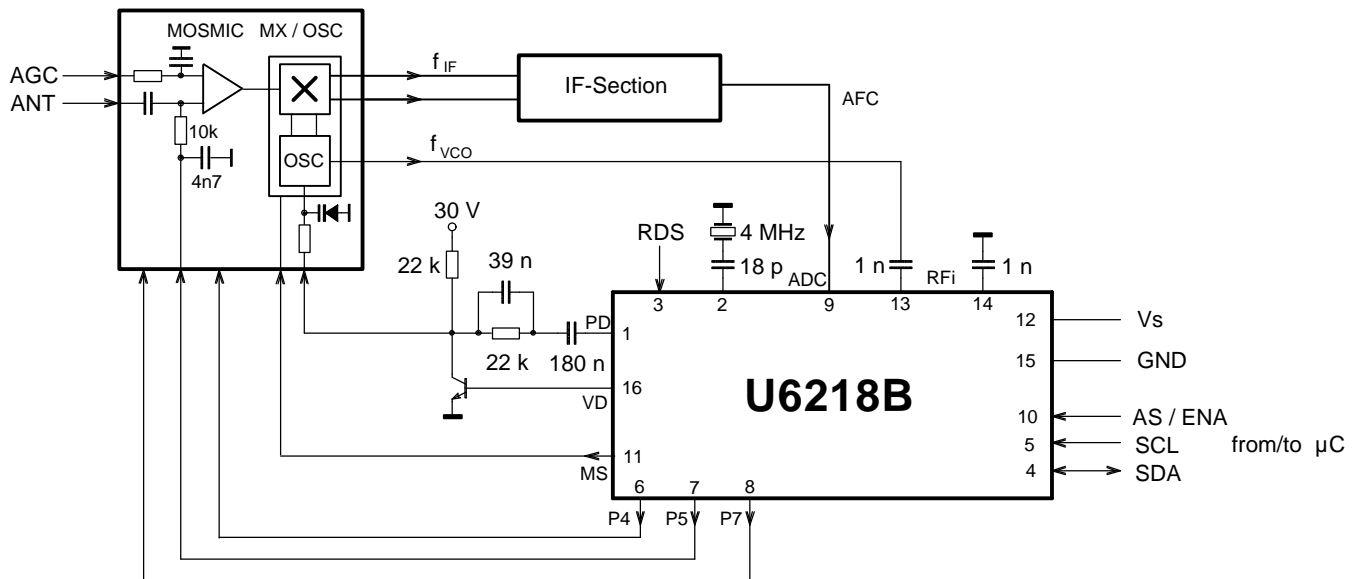 MOSMIC MX / OSC
AGC
ANT
10k
4n7
OSC
f IF
IF-Section
AFC
f VCO
30 V
22 k
39 n
22 k
180 n
RDS
4 MHz
18 p
ADC
1 n
RFi
1 n
3
2
9
13
14
PD
1
16
VD
11
MS
U6218B
12
Vs
15
GND
10
AS / ENA
5
SCL
from/to µC
4
SDA
6
7
8
P4
P5
P7